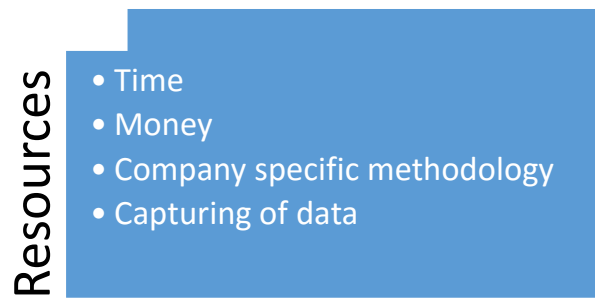 Resources
• Time
• Money
• Company specific methodology
• Capturing of data